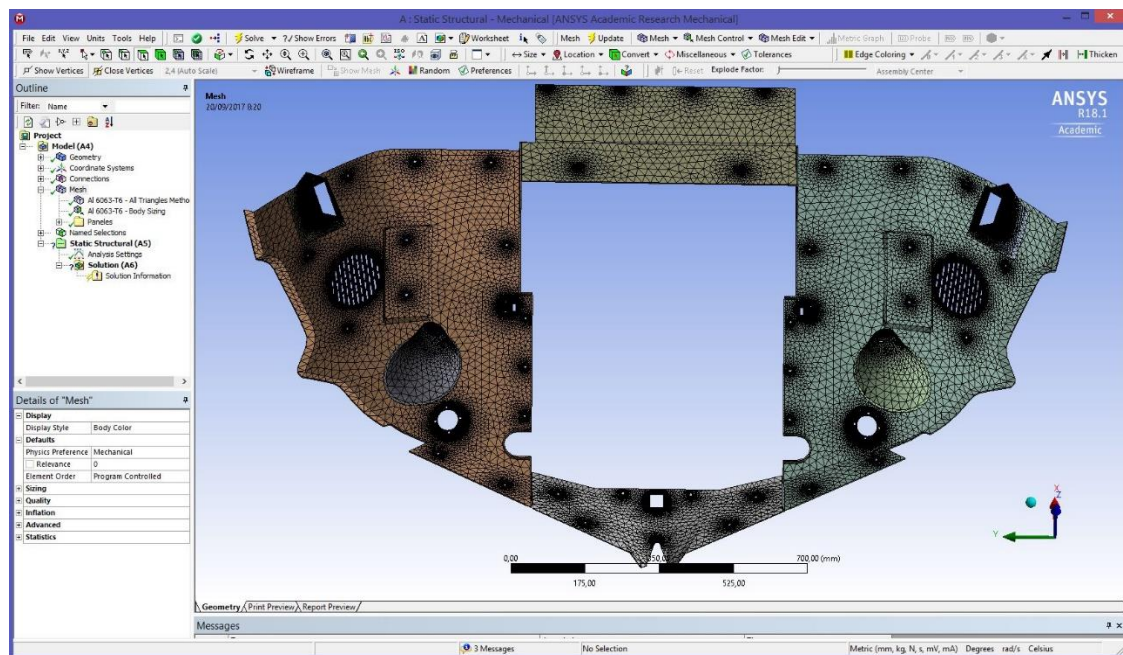 A : Static Structural - Mechanical [ANSYS Academic Research Mechanical]
File Edit View Units Tools Help Solve ?/ Show Errors Worksheet Mesh Update Mesh Mesh Control Mesh Edit Metric Graph Probe
Size Location Convert Miscellaneous Tolerances Edge Coloring Thicken
Show Vertices Close Vertices 2,4 (Auto Scale) Wireframe Show Mesh Random Preferences Reset Explode Factor: Assembly Center
Outline
Filter: Name
Project
Model (A4)
Geometry
Coordinate Systems
Connections
Mesh
Al 6063-T6 - All Triangles Metho
Al 6063-T6 - Body Sizing
Paneles
Named Selections
Static Structural (A5)
Analysis Settings
Solution (A6)
Solution Information
Details of "Mesh"
Display
Display Style Body Color
Defaults
Physics Preference Mechanical
Relevance 0
Element Order Program Controlled
Sizing
Quality
Inflation
Advanced
Statistics
Mesh
20/09/2017 8:20
ANSYS
R18.1
Academic
X
Z
Y
0,00 350,00 700,00 (mm)
175,00 525,00
Geometry Print Preview Report Preview
Messages
3 Messages No Selection Metric (mm, kg, N, s, mV, mA) Degrees rad/s Celsius